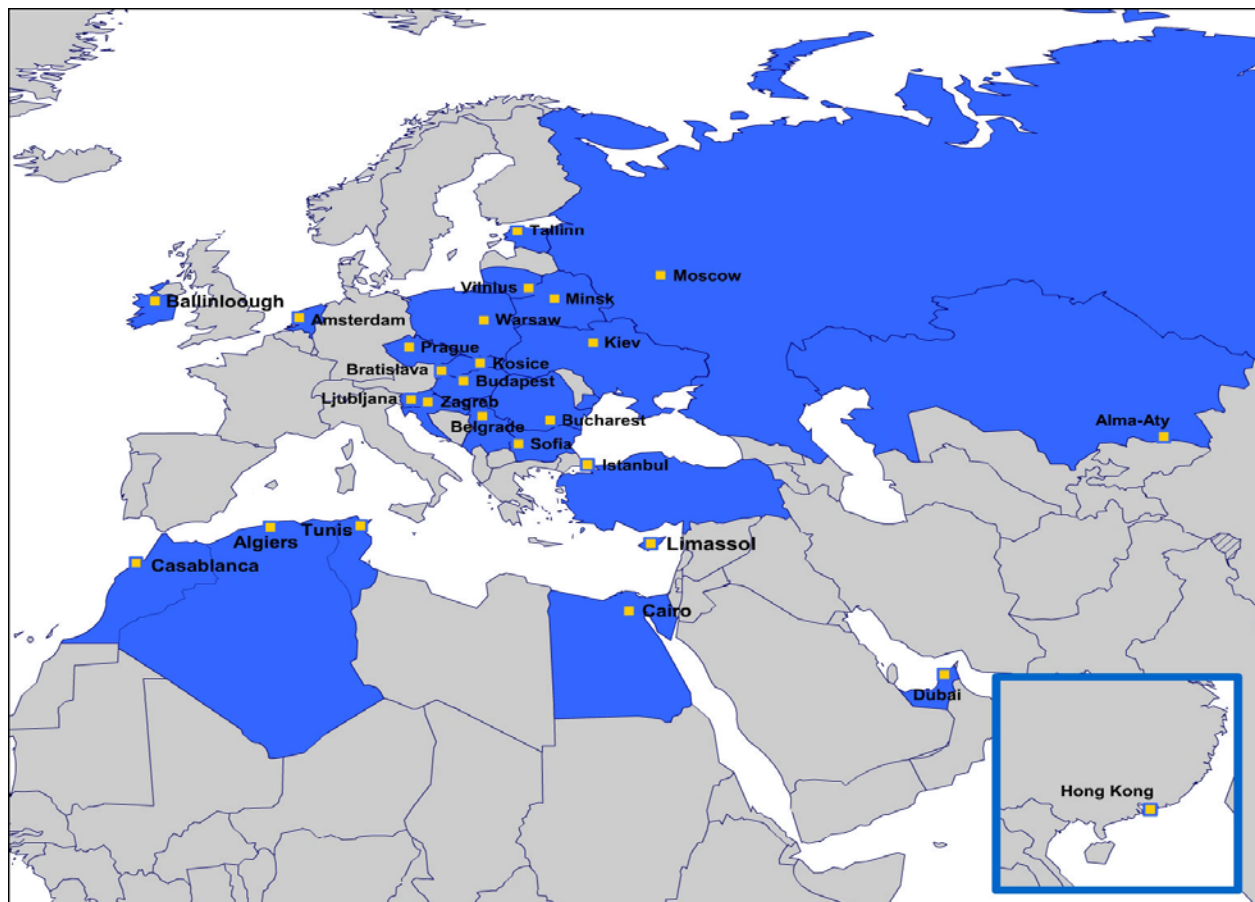 Tallinn
Moscow
Vilnius
Minsk
Ballinloough
Amsterdam
Warsaw
Kiev
Prague
Kosice
Bratislava
Budapest
Ljubljana
Zagreb
Belgrade
Bucharest
Alma-Aty
Sofia
Istanbul
Tunis
Algiers
Limassol
Casablanca
Cairo
Dubai
Hong Kong